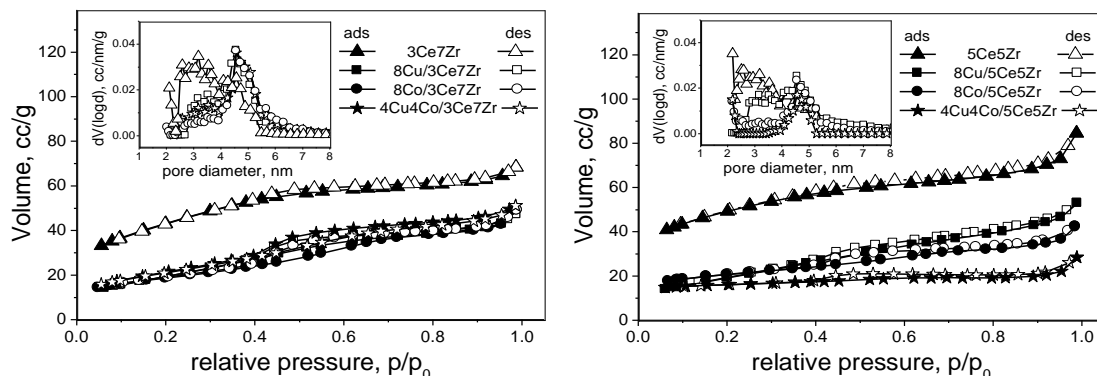 ads des
3Ce7Zr
8Cu/3Ce7Zr
8Co/3Ce7Zr
4Cu4Co/3Ce7Zr
dV(logd), cc/nm/g
0.04
0.02
0.00
1 2 3 4 5 6 7 8
pore diameter, nm
Volume, cc/g
120
100
80
60
40
20
0
0.0 0.2 0.4 0.6 0.8 1.0
relative pressure, p/p₀
ads des
5Ce5Zr
8Cu/5Ce5Zr
8Co/5Ce5Zr
4Cu4Co/5Ce5Zr
dV(logd), cc/nm/g
0.04
0.02
0.00
1 2 3 4 5 6 7 8
pore diameter, nm
Volume, cc/g
120
100
80
60
40
20
0
0.0 0.2 0.4 0.6 0.8 1.0
relative pressure, p/p₀